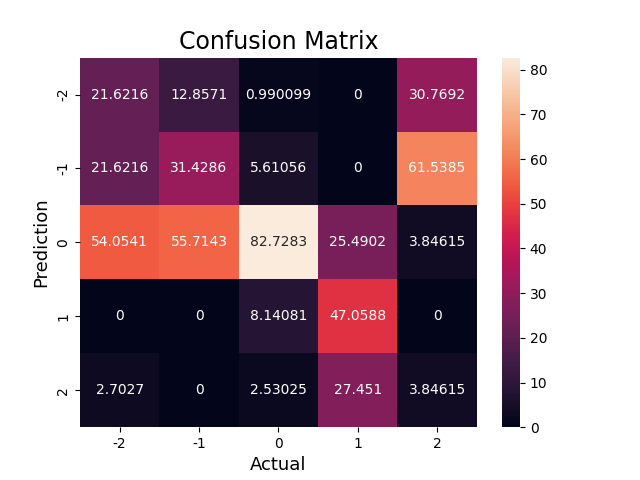 Confusion Matrix
-2 21.6216 12.8571 0.990099 0 30.7692
-1 21.6216 31.4286 5.61056 0 61.5385
0 54.0541 55.7143 82.7283 25.4902 3.84615
1 0 0 8.14081 47.0588 0
2 2.7027 0 2.53025 27.451 3.84615
-2 -1 0 1 2
Actual
Prediction
80
70
60
50
40
30
20
10
0